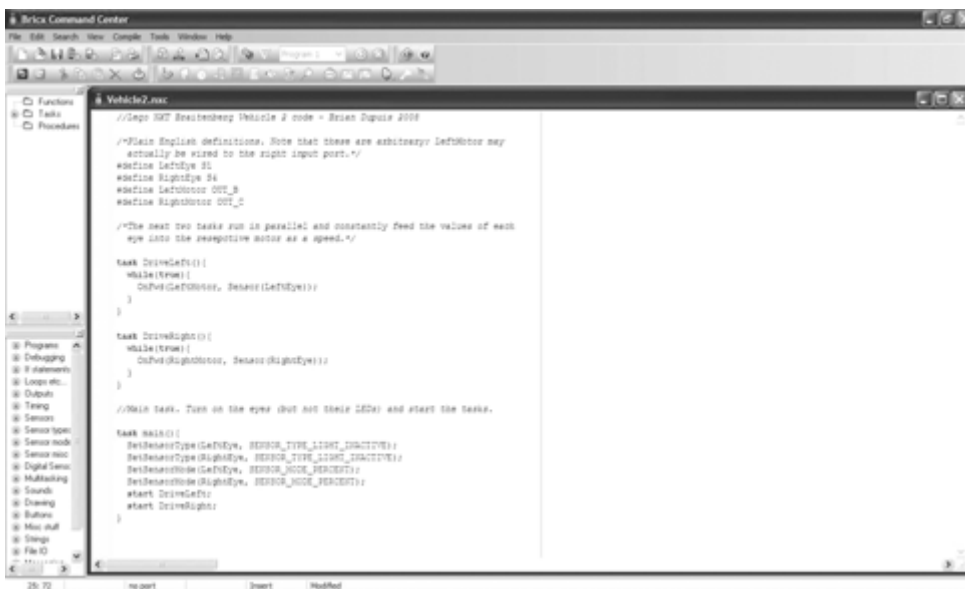 Bricx Command Center
File Edit Search View Compile Tools Window Help
Program 1
Functions
Tasks
Procedures
Vehicle2.nxc
//Lego NXT Braitenberg Vehicle 2 code - Brian Dupuis 2008
/*Plain English definitions. Note that these are arbitrary: LeftMotor may
actually be wired to the right input port.*/
#define LeftEye S1
#define RightEye S4
#define LeftMotor OUT_B
#define RightMotor OUT_C
/*The next two tasks run in parallel and constantly feed the values of each
eye into the resepctive motor as a speed.*/
task DriveLeft(){
while(true){
OnFwd(LeftMotor, Sensor(LeftEye));
}
}
task DriveRight(){
while(true){
OnFwd(RightMotor, Sensor(RightEye));
}
}
//Main task. Turn on the eyes (but not their LEDs) and start the tasks.
task main(){
SetSensorType(LeftEye, SENSOR_TYPE_LIGHT_INACTIVE);
SetSensorType(RightEye, SENSOR_TYPE_LIGHT_INACTIVE);
SetSensorMode(LeftEye, SENSOR_MODE_PERCENT);
SetSensorMode(RightEye, SENSOR_MODE_PERCENT);
start DriveLeft;
start DriveRight;
}
Programs
Debugging
If statements
Loops etc...
Outputs
Timing
Sensors
Sensor types
Sensor mode
Sensor misc
Digital Senso
Multitasking
Sounds
Drawing
Buttons
Misc stuff
Strings
File IO
25: 72 no port Insert Modified